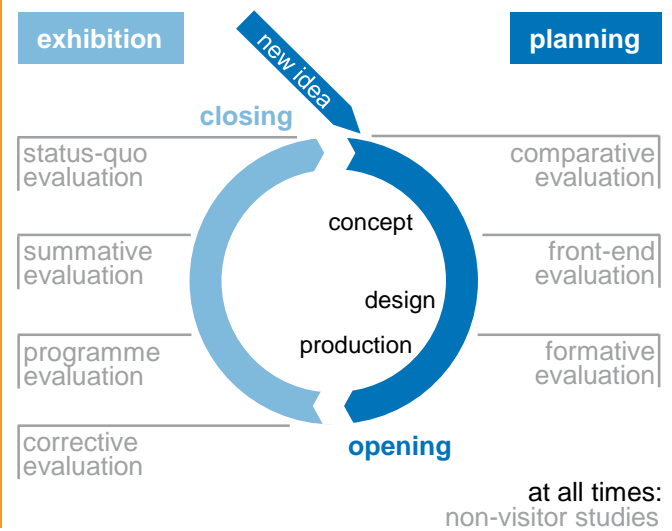 exhibition
new idea
planning
closing
status-quo
evaluation
comparative
evaluation
concept
summative
evaluation
front-end
evaluation
design
production
programme
evaluation
formative
evaluation
corrective
evaluation
opening
at all times:
non-visitor studies